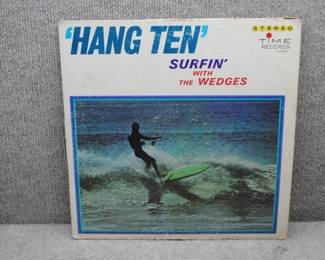 'HANG TEN'
SURFIN'
WITH
THE WEDGES
STEREO
TIME
RECORDS